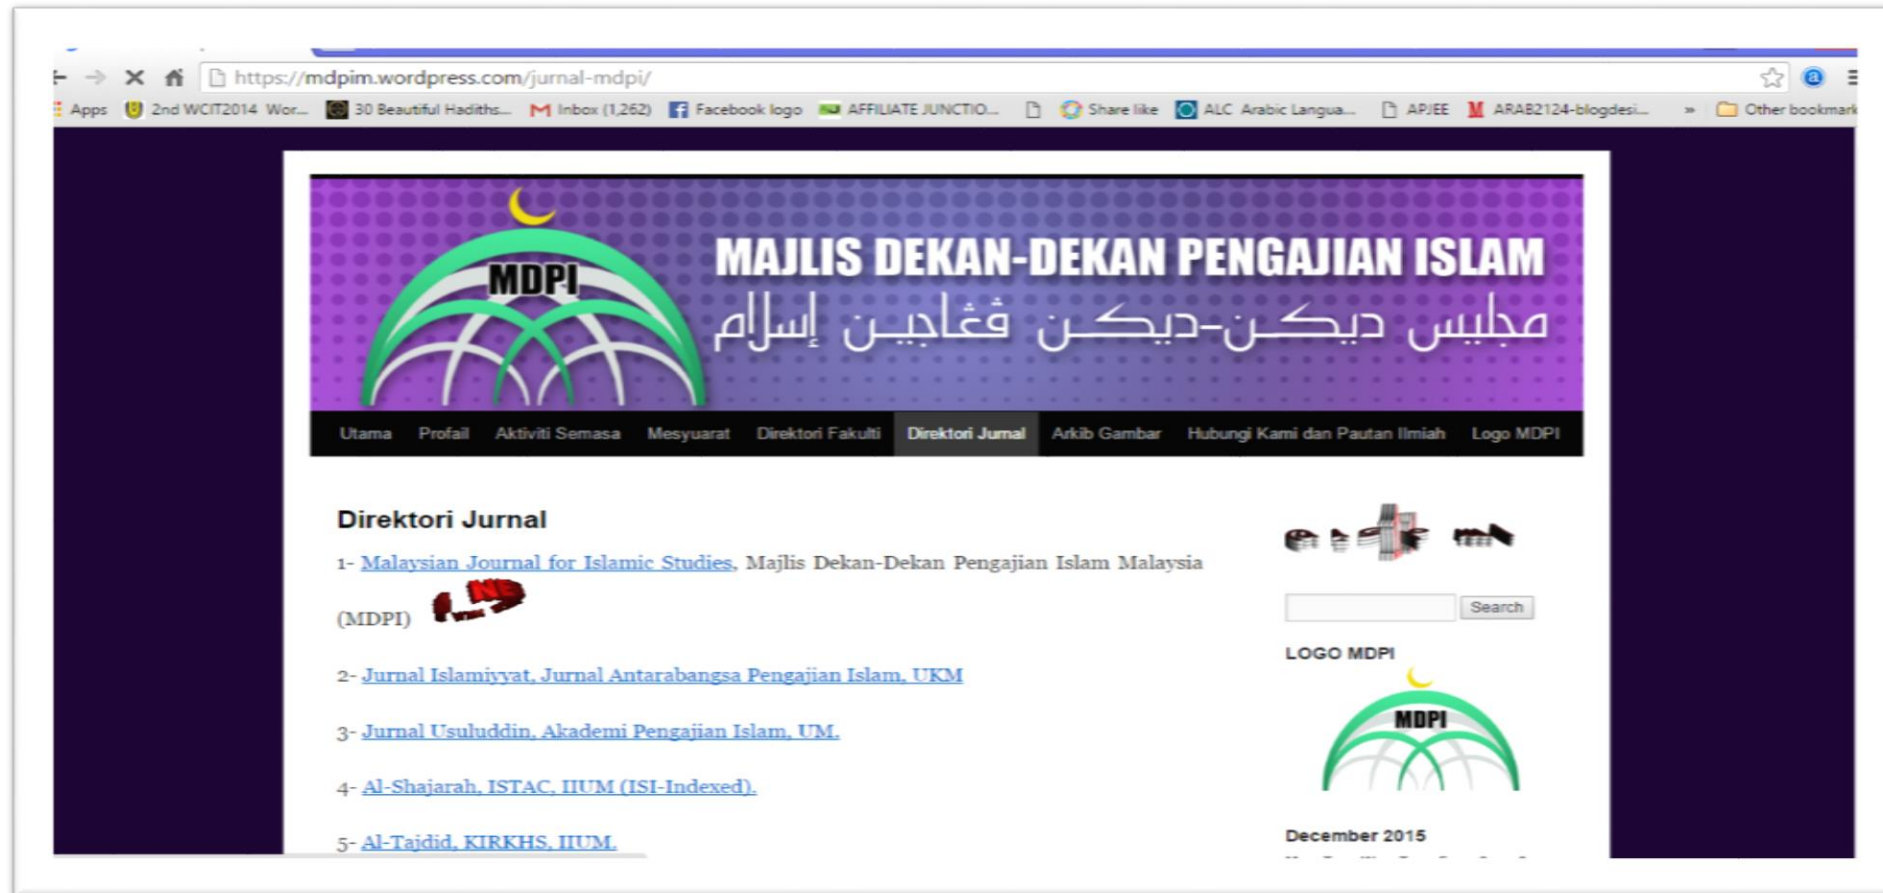 https://mdpim.wordpress.com/jurnal-mdpi/
Apps 2nd WCIT2014 Wor... 30 Beautiful Hadiths... Inbox (1,262) Facebook logo AFFILIATE JUNCTIO... Share like ALC Arabic Langua... APJEE ARAB2124-blogdesi... » Other bookmark
MDPI
MAJLIS DEKAN-DEKAN PENGAJIAN ISLAM
مجليس ديكن-ديكن ڤڠاجين إسلام
Utama Profail Aktiviti Semasa Mesyuarat Direktori Fakulti Direktori Jurnal Arkib Gambar Hubungi Kami dan Pautan Ilmiah Logo MDPI
Direktori Jurnal
1- Malaysian Journal for Islamic Studies, Majlis Dekan-Dekan Pengajian Islam Malaysia
(MDPI)
2- Jurnal Islamiyyat, Jurnal Antarabangsa Pengajian Islam, UKM
3- Jurnal Usuluddin, Akademi Pengajian Islam, UM.
4- Al-Shajarah, ISTAC, IIUM (ISI-Indexed).
5- Al-Tajdid, KIRKHS, IIUM.
Search
LOGO MDPI
MDPI
December 2015